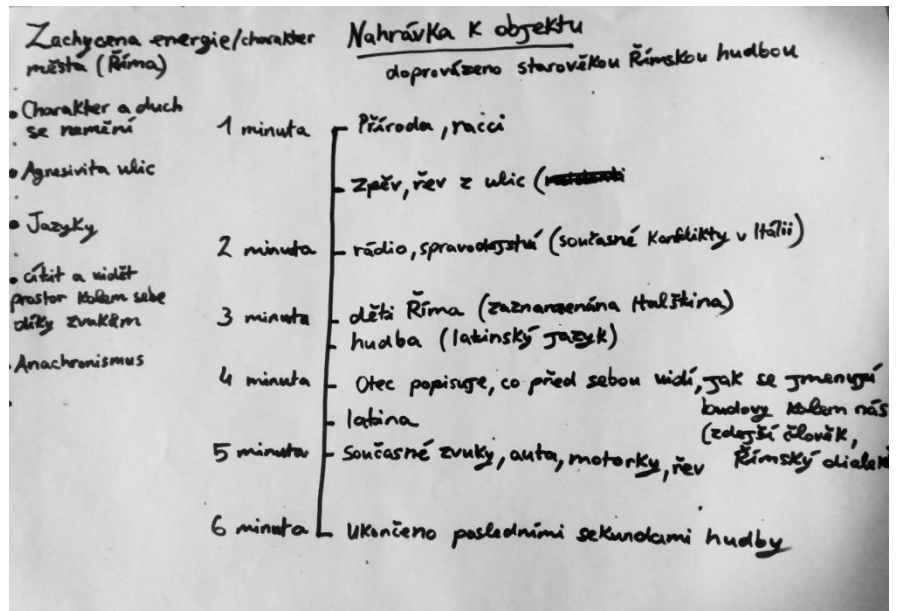 Zachycena energie/charakter
města (Říma)
• Charakter a duch
se nemění
• Agresivita ulic
• Jazyky
• cítit a vidět
prostor kolem sebe
díky zvukům
• Anachronismus
•
Nahrávka k objektu
doprovázeno starověkou Římskou hudbou
1 minuta - Příroda, racci
- Zpěv, řev z ulic (
2 minuta - rádio, spravodajství (současné konflikty v Itálii)
3 minuta - děti Říma (zaznamenána Italština)
hudba (latinský jazyk)
4 minuta - Otec popisuje, co před sebou vidí, jak se jmenují
budovy kolem nás
(zdejší člověk,
Římský dialekt
- latina
5 minuta - Současné zvuky, auta, motorky, řev
6 minuta - Ukončeno posledními sekundami hudby